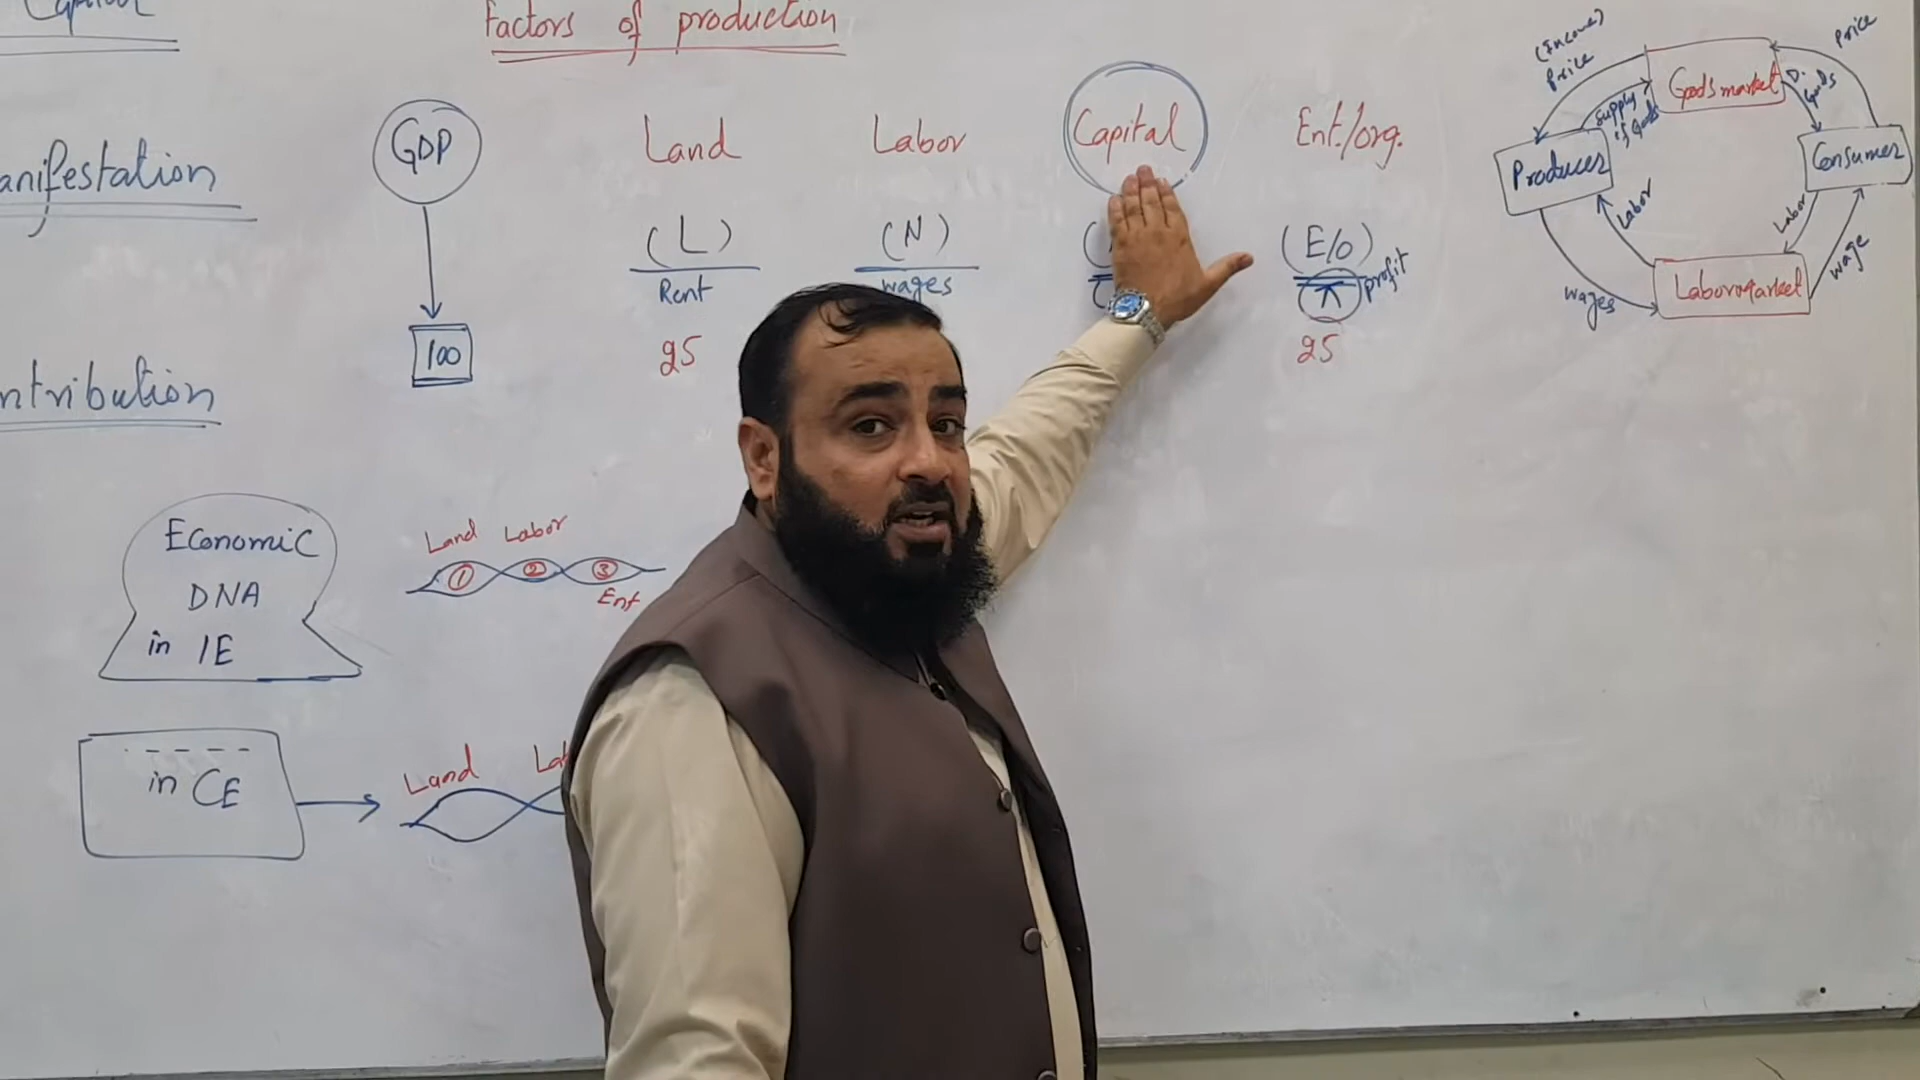 Capital
Factors of production
GDP
100
Land
Labor
Capital
Ent./org.
(L)
(N)
(
(E/O)
Rent
wages
(
(π) profit
25
25
anifestation
ntribution
Economic
DNA
in IE
Land
Labor
1
2
3
Ent
in CE
Land
Lab
(Income)
Price
Goods market
Price
Supply
of Goods
D.
Goods
Producer
Consumer
Labor
Labor
wages
Labor market
wage